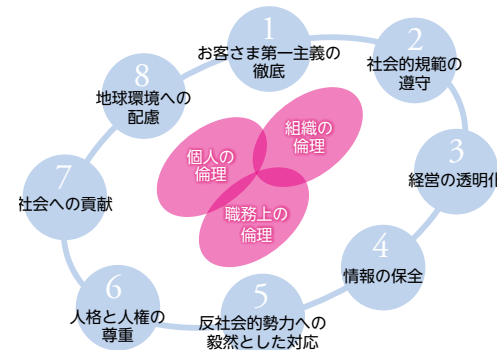 1
お客さま第一主義の
徹底
2
社会的規範の
遵守
3
経営の透明化
4
情報の保全
5
反社会的勢力への
毅然とした対応
6
人格と人権の
尊重
7
社会への貢献
8
地球環境への
配慮
組織の
倫理
個人の
倫理
職務上の
倫理